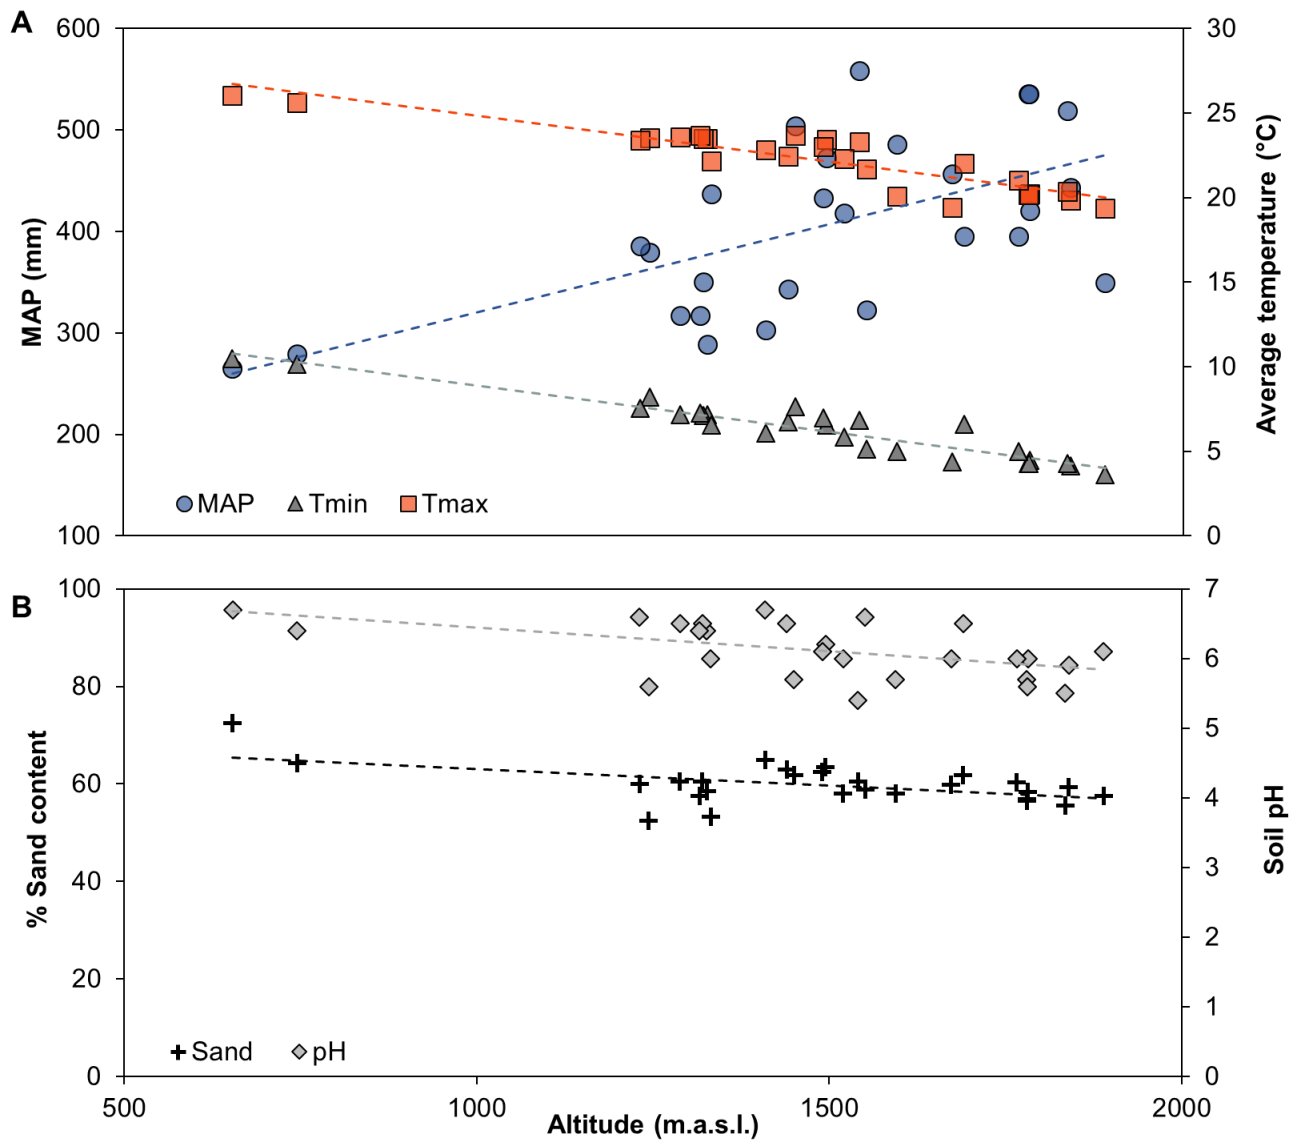 A
600
500
400
300
200
100
MAP (mm)
30
25
20
15
10
5
0
Average temperature (°C)
MAP Tmin Tmax
B
100
80
60
40
20
0
% Sand content
7
6
5
4
3
2
1
0
Soil pH
Sand pH
500 1000 1500 2000
Altitude (m.a.s.l.)